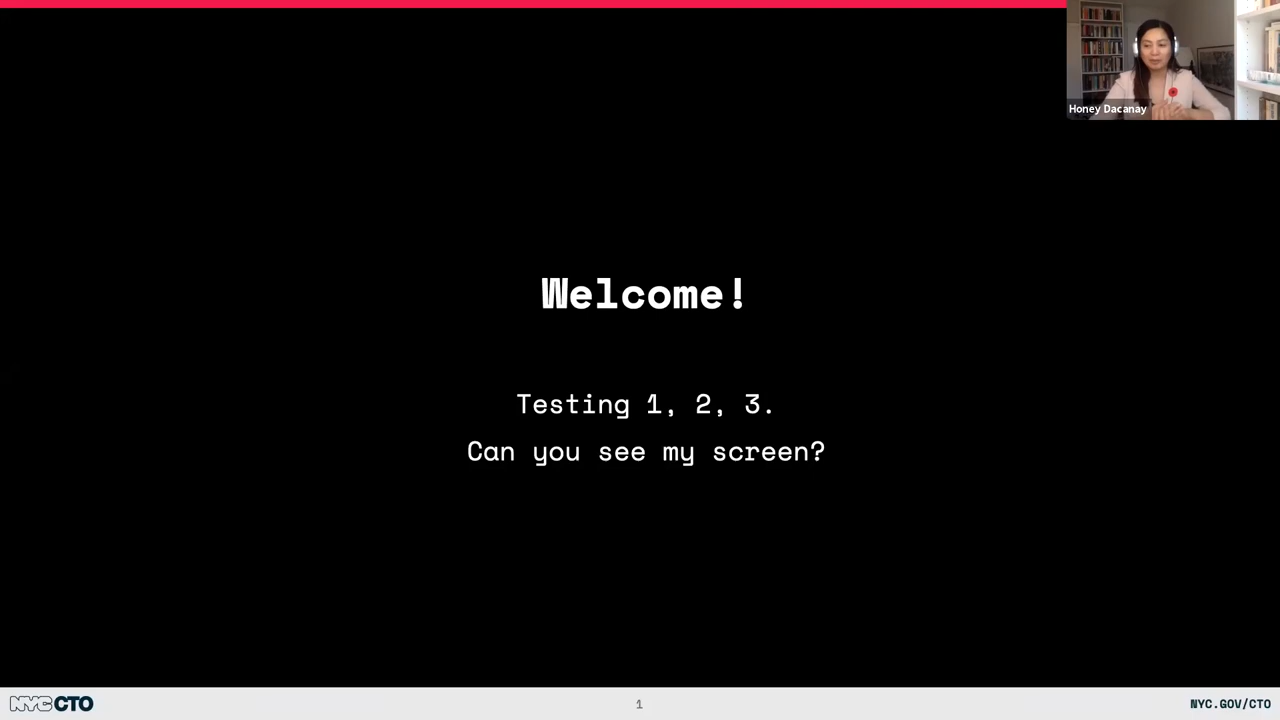 Honey Dacanay
Welcome!
Testing 1, 2, 3.
Can you see my screen?
NYC CTO
1
NYC.GOV/CTO